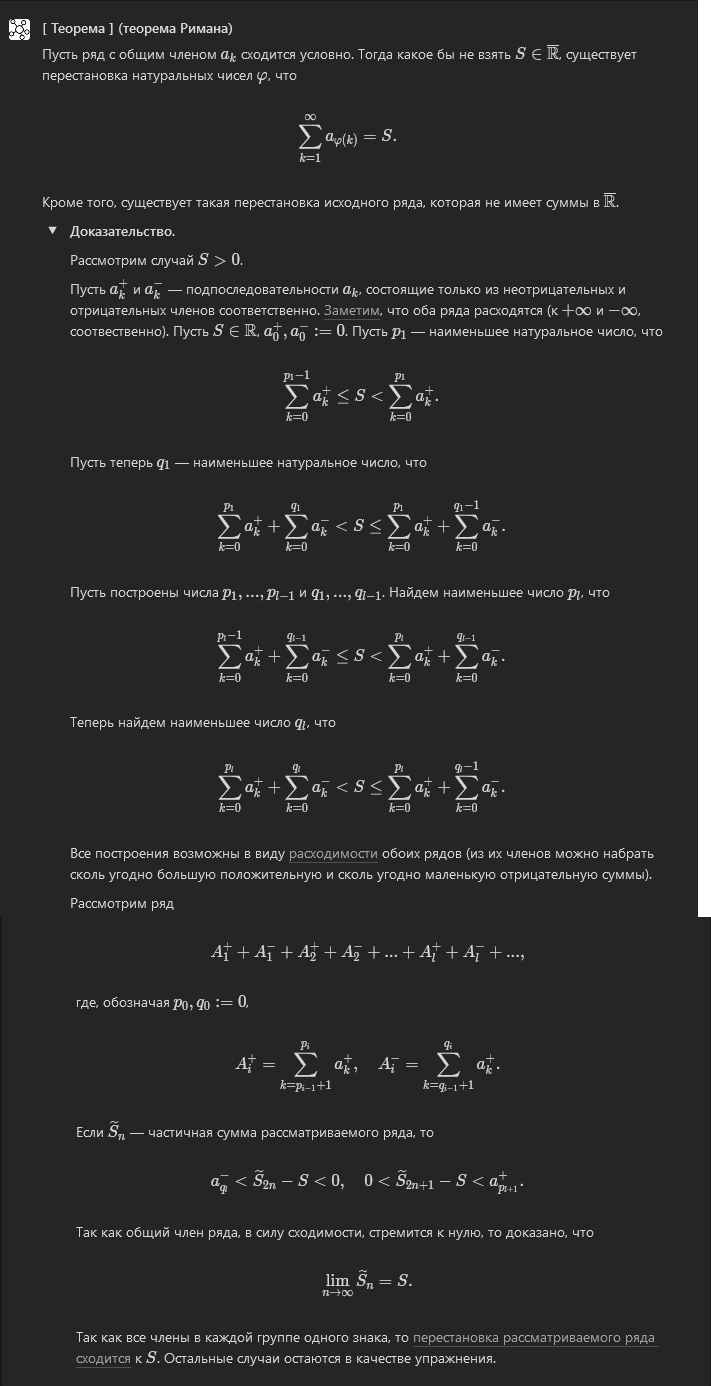 [ Теорема ] (теорема Римана)
Пусть ряд с общим членом $a_k$ сходится условно. Тогда какое бы не взять $S \in \overline{\mathbb{R}}$, существует
перестановка натуральных чисел $\varphi$, что
$$\sum_{k=1}^{\infty} a_{\varphi(k)} = S.$$
Кроме того, существует такая перестановка исходного ряда, которая не имеет суммы в $\overline{\mathbb{R}}$.
▼ Доказательство.
Рассмотрим случай $S > 0$.
Пусть $a_k^+$ и $a_k^-$ — подпоследовательности $a_k$, состоящие только из неотрицательных и
отрицательных членов соответственно. Заметим, что оба ряда расходятся (к $+\infty$ и $-\infty$,
соотвественно). Пусть $S \in \mathbb{R}$, $a_0^+, a_0^- := 0$. Пусть $p_1$ — наименьшее натуральное число, что
$$\sum_{k=0}^{p_1-1} a_k^+ \leq S < \sum_{k=0}^{p_1} a_k^+.$$
Пусть теперь $q_1$ — наименьшее натуральное число, что
$$\sum_{k=0}^{p_1} a_k^+ + \sum_{k=0}^{q_1} a_k^- < S \leq \sum_{k=0}^{p_1} a_k^+ + \sum_{k=0}^{q_1-1} a_k^-.$$
Пусть построены числа $p_1, ..., p_{l-1}$ и $q_1, ..., q_{l-1}$. Найдем наименьшее число $p_l$, что
$$\sum_{k=0}^{p_l-1} a_k^+ + \sum_{k=0}^{q_{l-1}} a_k^- \leq S < \sum_{k=0}^{p_l} a_k^+ + \sum_{k=0}^{q_{l-1}} a_k^-.$$
Теперь найдем наименьшее число $q_l$, что
$$\sum_{k=0}^{p_l} a_k^+ + \sum_{k=0}^{q_l} a_k^- < S \leq \sum_{k=0}^{p_l} a_k^+ + \sum_{k=0}^{q_l-1} a_k^-.$$
Все построения возможны в виду расходимости обоих рядов (из их членов можно набрать
сколь угодно большую положительную и сколь угодно маленькую отрицательную суммы).
Рассмотрим ряд
$$A_1^+ + A_1^- + A_2^+ + A_2^- + ... + A_l^+ + A_l^- + ...,$$
где, обозначая $p_0, q_0 := 0$,
$$A_i^+ = \sum_{k=p_{i-1}+1}^{p_i} a_k^+, \quad A_i^- = \sum_{k=q_{i-1}+1}^{q_i} a_k^+.$$
Если $\widetilde{S}_n$ — частичная сумма рассматриваемого ряда, то
$$a_{q_l}^- < \widetilde{S}_{2n} - S < 0, \quad 0 < \widetilde{S}_{2n+1} - S < a_{p_{l+1}}^+.$$
Так как общий член ряда, в силу сходимости, стремится к нулю, то доказано, что
$$\lim_{n \to \infty} \widetilde{S}_n = S.$$
Так как все члены в каждой группе одного знака, то перестановка рассматриваемого ряда
сходится к $S$. Остальные случаи остаются в качестве упражнения.